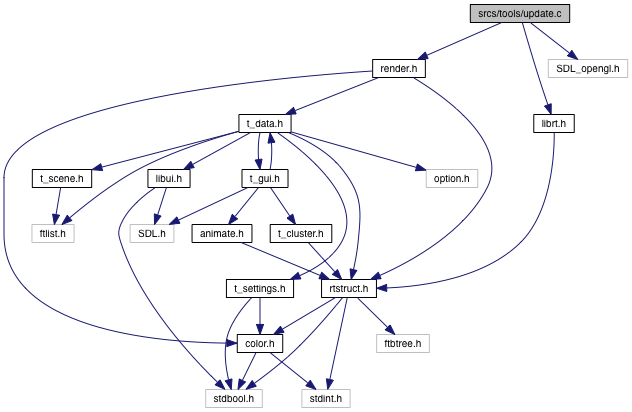 srcs/tools/update.c
render.h
SDL_opengl.h
t_data.h
librt.h
t_scene.h
libui.h
t_gui.h
option.h
ftlist.h
SDL.h
animate.h
t_cluster.h
t_settings.h
rtstruct.h
color.h
ftbtree.h
stdbool.h
stdint.h